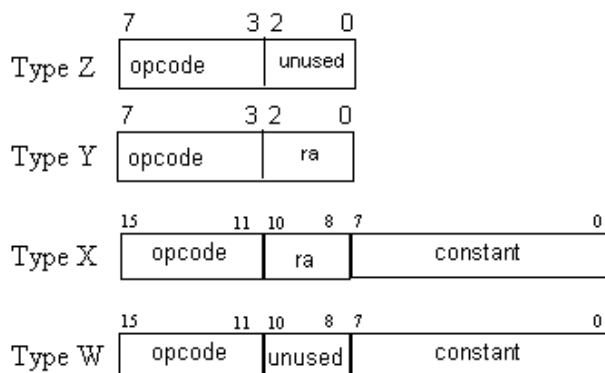 7 3 2 0
Type Z opcode unused
7 3 2 0
Type Y opcode ra
15 11 10 8 7 0
Type X opcode ra constant
15 11 10 8 7 0
Type W opcode unused constant